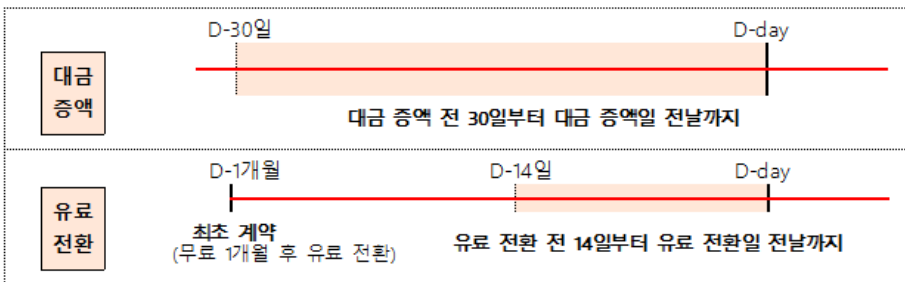 D-30일 D-day
대금
증액
대금 증액 전 30일부터 대금 증액일 전날까지
D-1개월 D-14일 D-day
유료
전환
최초 계약
(무료 1개월 후 유료 전환)
유료 전환 전 14일부터 유료 전환일 전날까지